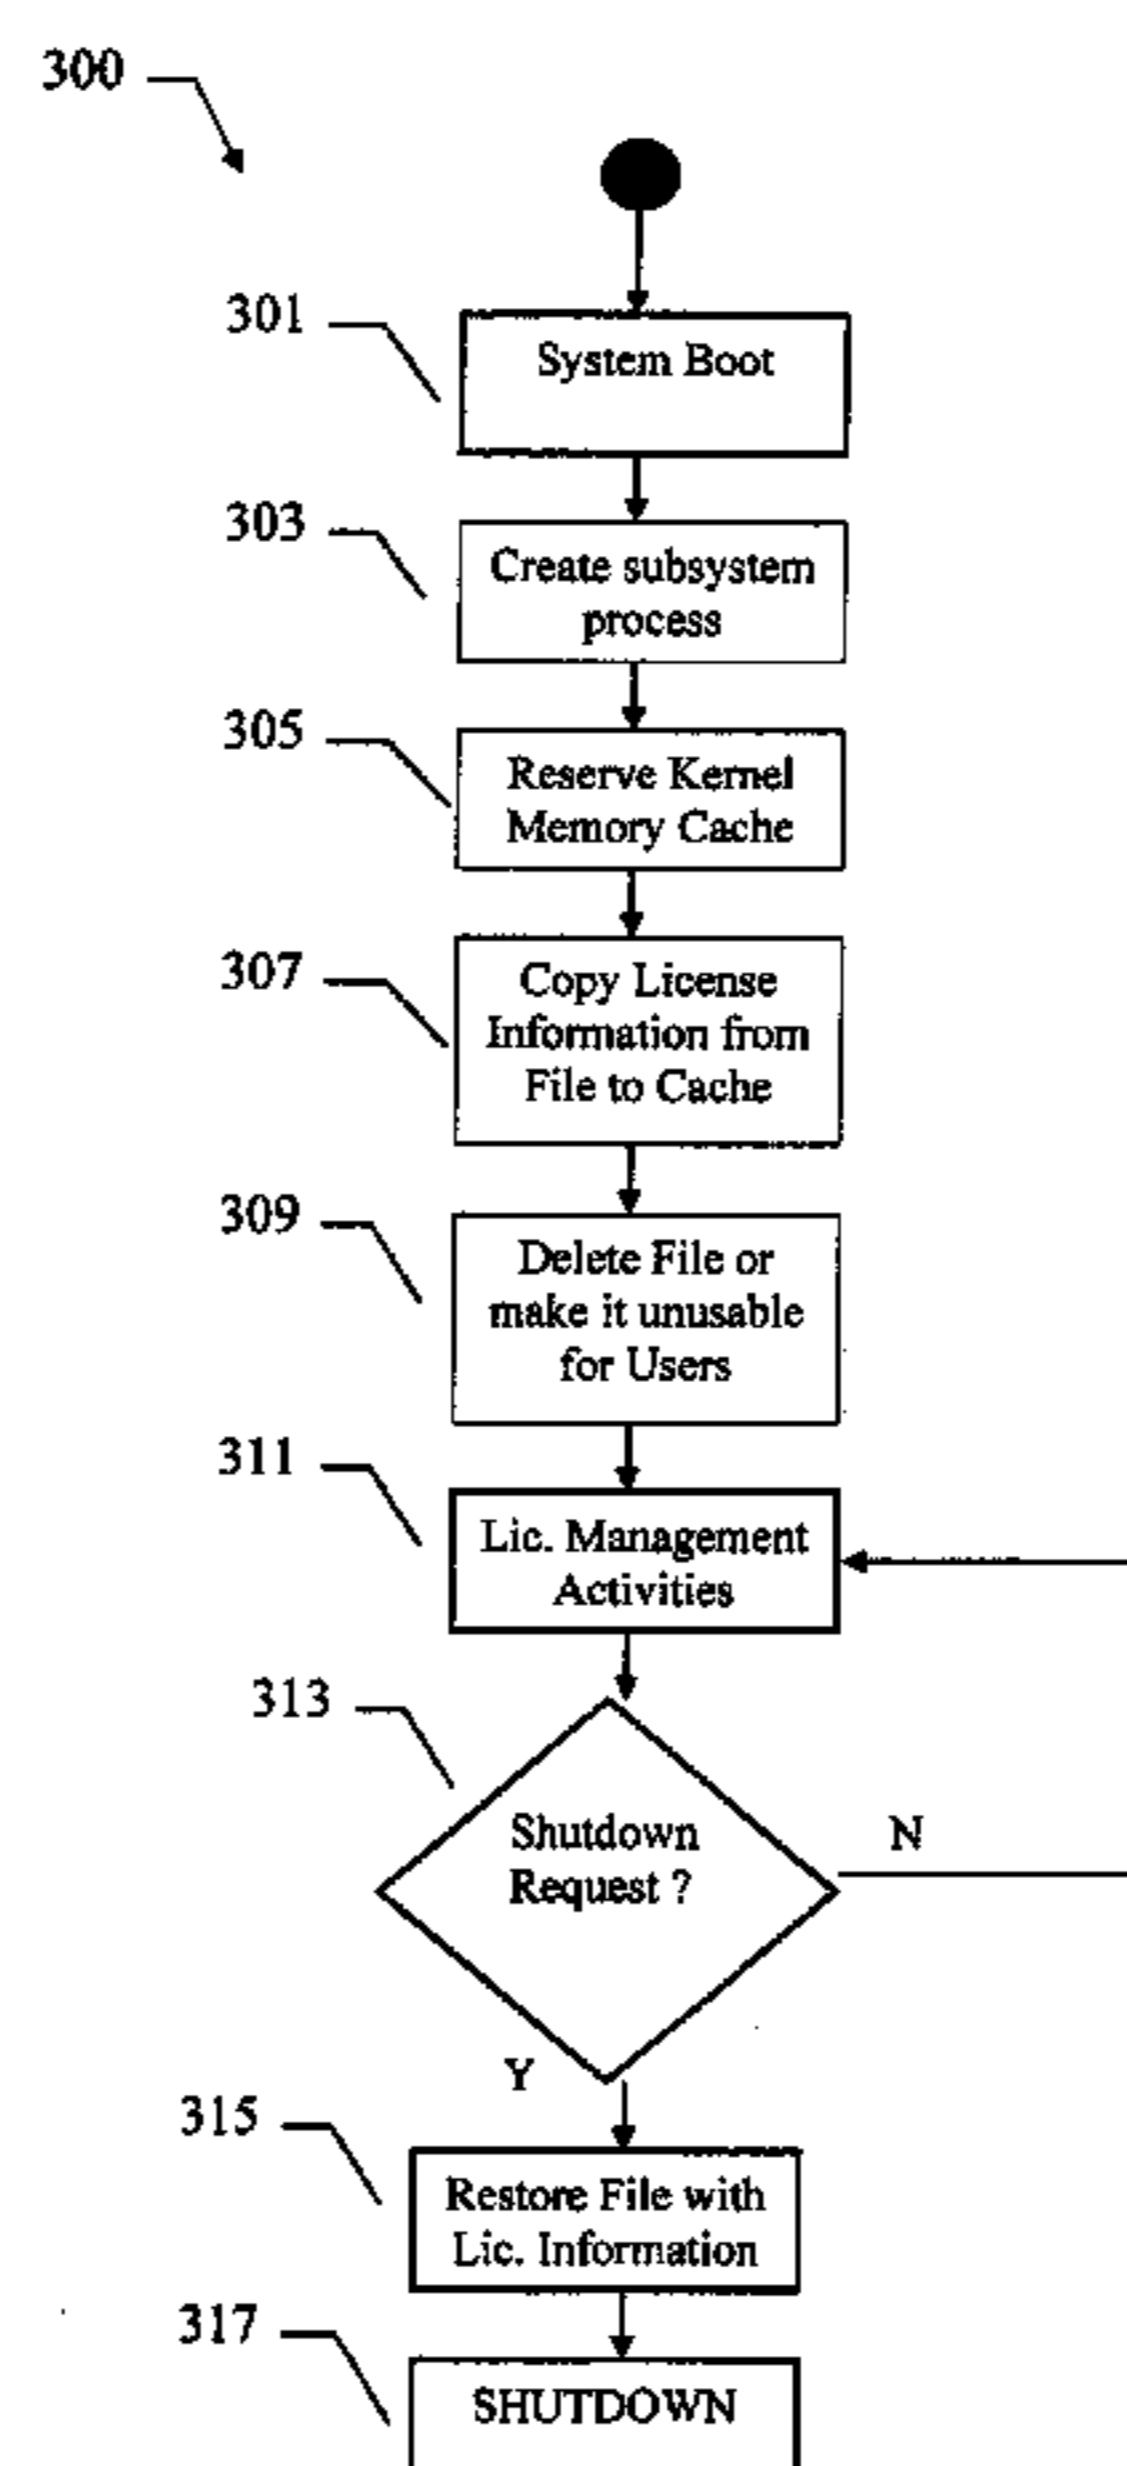 300
301
System Boot
303
Create subsystem
process
305
Reserve Kernel
Memory Cache
307
Copy License
Information from
File to Cache
309
Delete File or
make it unusable
for Users
311
Lic. Management
Activities
313
Shutdown
Request ?
N
Y
315
Restore File with
Lic. Information
317
SHUTDOWN